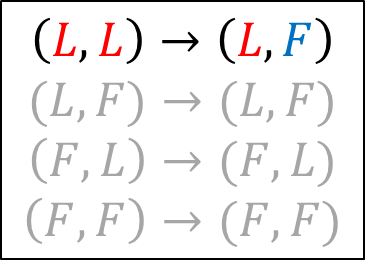 (L, L) → (L, F)
(L, F) → (L, F)
(F, L) → (F, L)
(F, F) → (F, F)